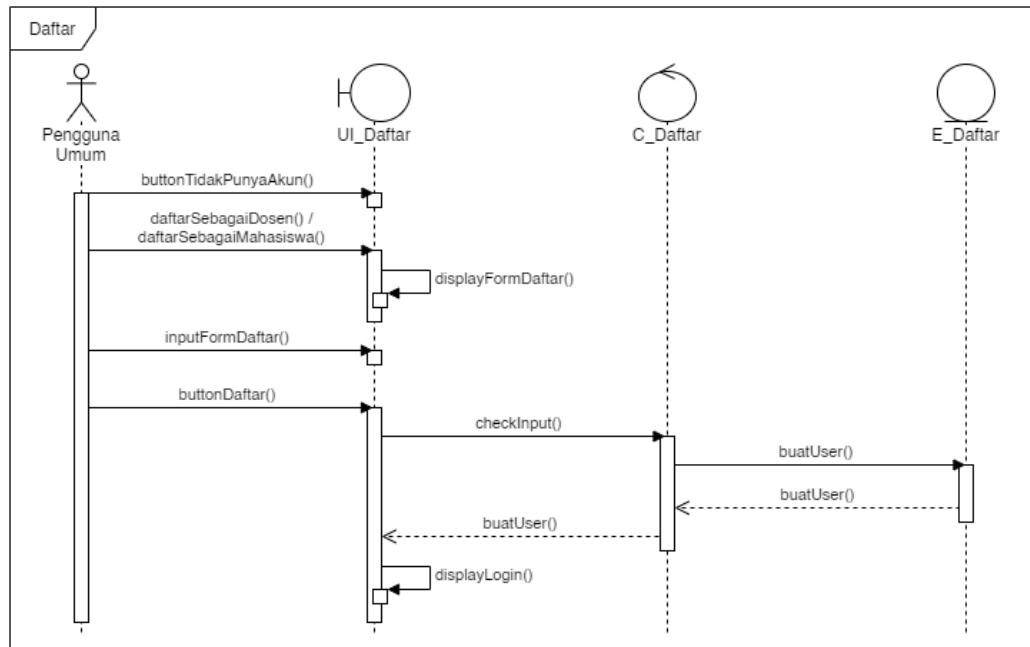 Daftar
Pengguna
Umum
UI_Daftar
C_Daftar
E_Daftar
buttonTidakPunyaAkun()
daftarSebagaiDosen() /
daftarSebagaiMahasiswa()
displayFormDaftar()
inputFormDaftar()
buttonDaftar()
checkInput()
buatUser()
buatUser()
buatUser()
displayLogin()